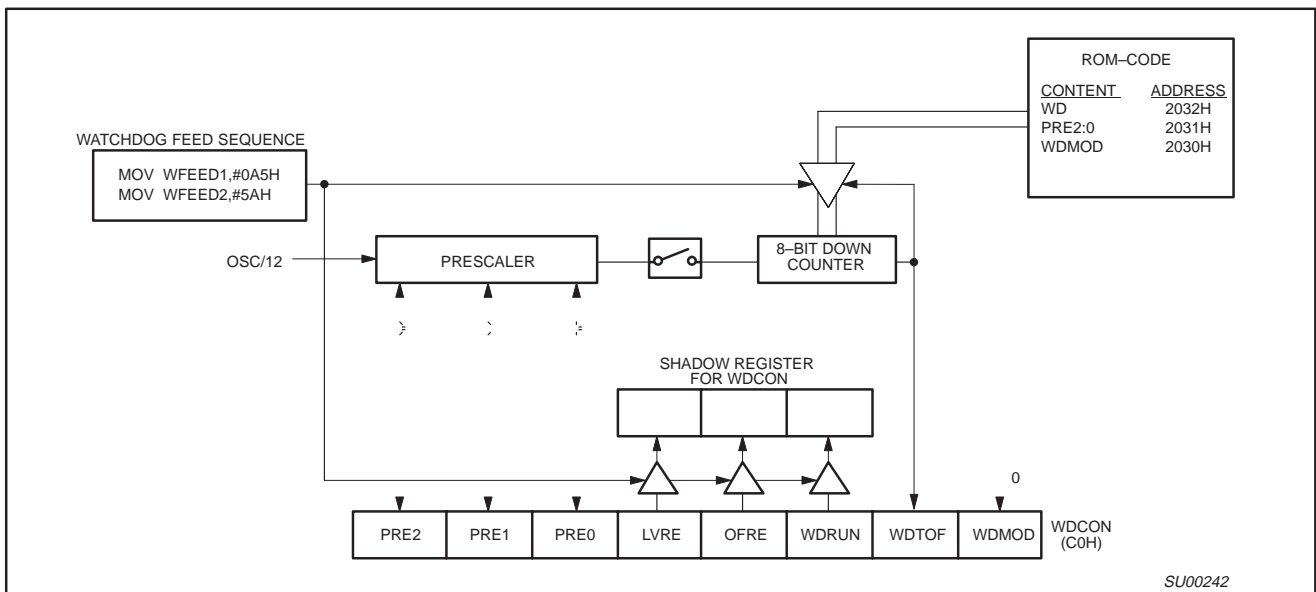 ROM–CODE
CONTENT ADDRESS
WD 2032H
PRE2:0 2031H
WDMOD 2030H
WATCHDOG FEED SEQUENCE
MOV WFEED1,#0A5H
MOV WFEED2,#5AH
OSC/12
PRESCALER
8–BIT DOWN
COUNTER
SHADOW REGISTER
FOR WDCON
0
PRE2 PRE1 PRE0 LVRE OFRE WDRUN WDTOF WDMOD
WDCON
(C0H)
SU00242